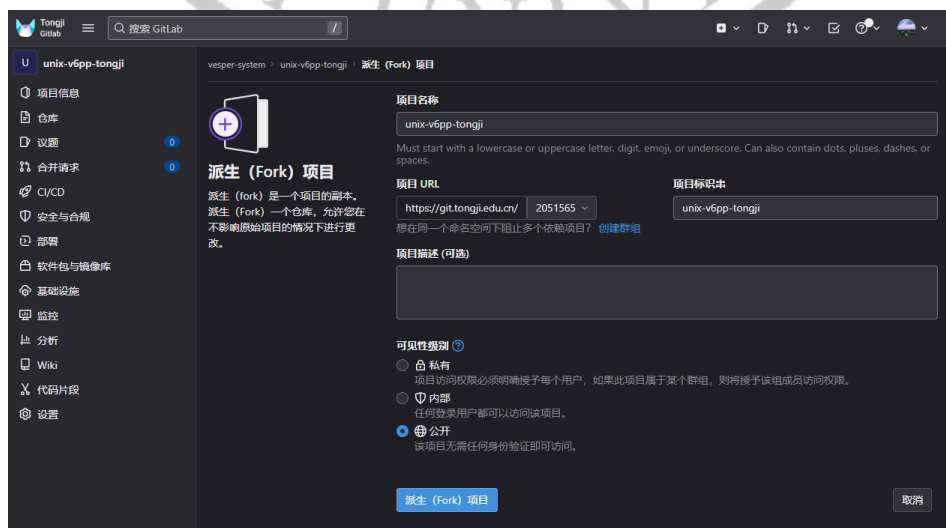 Tongji
Gitlab
搜索 GitLab
/
U unix-v6pp-tongji
项目信息
仓库
议题 0
合并请求 0
CI/CD
安全与合规
部署
软件包与镜像库
基础设施
监控
分析
Wiki
代码片段
设置
vesper-system › unix-v6pp-tongji › 派生 (Fork) 项目
派生（Fork）项目
派生（fork）是一个项目的副本。
派生（Fork）一个仓库，允许您在
不影响原始项目的情况下进行更
改。
项目名称
unix-v6pp-tongji
Must start with a lowercase or uppercase letter, digit, emoji, or underscore. Can also contain dots, pluses, dashes, or
spaces.
项目 URL
https://git.tongji.edu.cn/ 2051565
想在同一个命名空间下阻止多个依赖项目？ 创建群组
项目标识串
unix-v6pp-tongji
项目描述 (可选)
可见性级别
私有
项目访问权限必须明确授予每个用户，如果此项目属于某个群组，则将授予该组成员访问权限。
内部
任何登录用户都可以访问该项目。
公开
该项目无需任何身份验证即可访问。
派生（Fork）项目
取消